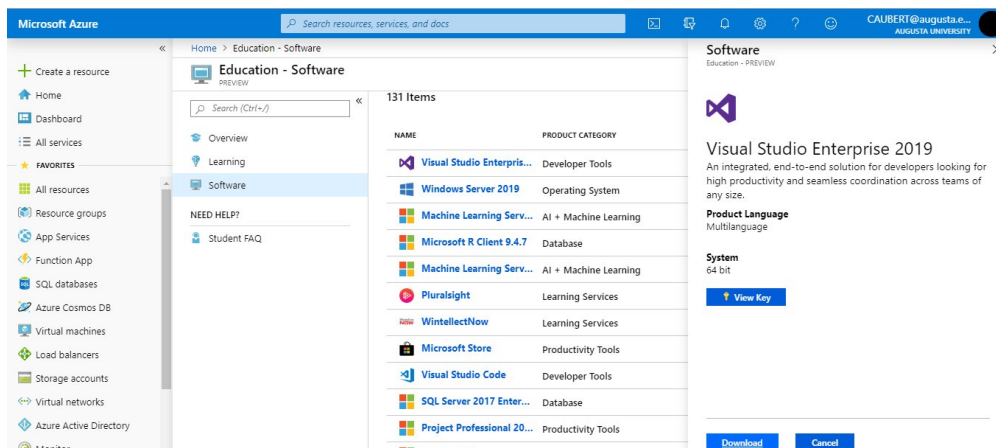 Microsoft Azure
Search resources, services, and docs
CAUBERT@augusta.e...
AUGUSTA UNIVERSITY
Create a resource
Home
Dashboard
All services
FAVORITES
All resources
Resource groups
App Services
Function App
SQL databases
Azure Cosmos DB
Virtual machines
Load balancers
Storage accounts
Virtual networks
Azure Active Directory
Monitor
Home > Education - Software
Education - Software
PREVIEW
Search (Ctrl+/)
Overview
Learning
Software
NEED HELP?
Student FAQ
131 Items
NAME PRODUCT CATEGORY
Visual Studio Enterpris... Developer Tools
Windows Server 2019 Operating System
Machine Learning Serv... AI + Machine Learning
Microsoft R Client 9.4.7 Database
Machine Learning Serv... AI + Machine Learning
Pluralsight Learning Services
WintellectNow Learning Services
Microsoft Store Productivity Tools
Visual Studio Code Developer Tools
SQL Server 2017 Enter... Database
Project Professional 20... Productivity Tools
Software
Education - PREVIEW
Visual Studio Enterprise 2019
An integrated, end-to-end solution for developers looking for
high productivity and seamless coordination across teams of
any size.
Product Language
Multilanguage
System
64 bit
View Key
Download Cancel